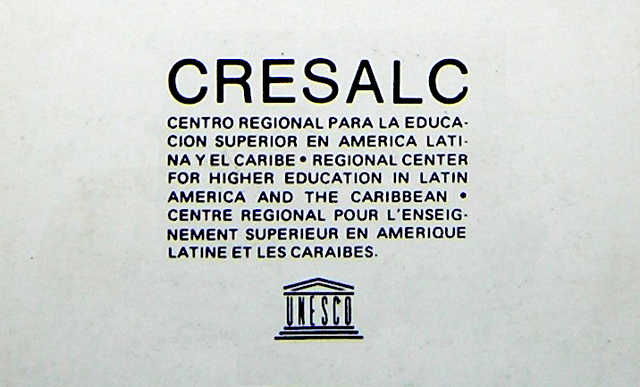 CRESALC
CENTRO REGIONAL PARA LA EDUCA-
CION SUPERIOR EN AMERICA LATI-
NA Y EL CARIBE • REGIONAL CENTER
FOR HIGHER EDUCATION IN LATIN
AMERICA AND THE CARIBBEAN •
CENTRE REGIONAL POUR L'ENSEIG-
NEMENT SUPERIEUR EN AMERIQUE
LATINE ET LES CARAIBES.
UNESCO